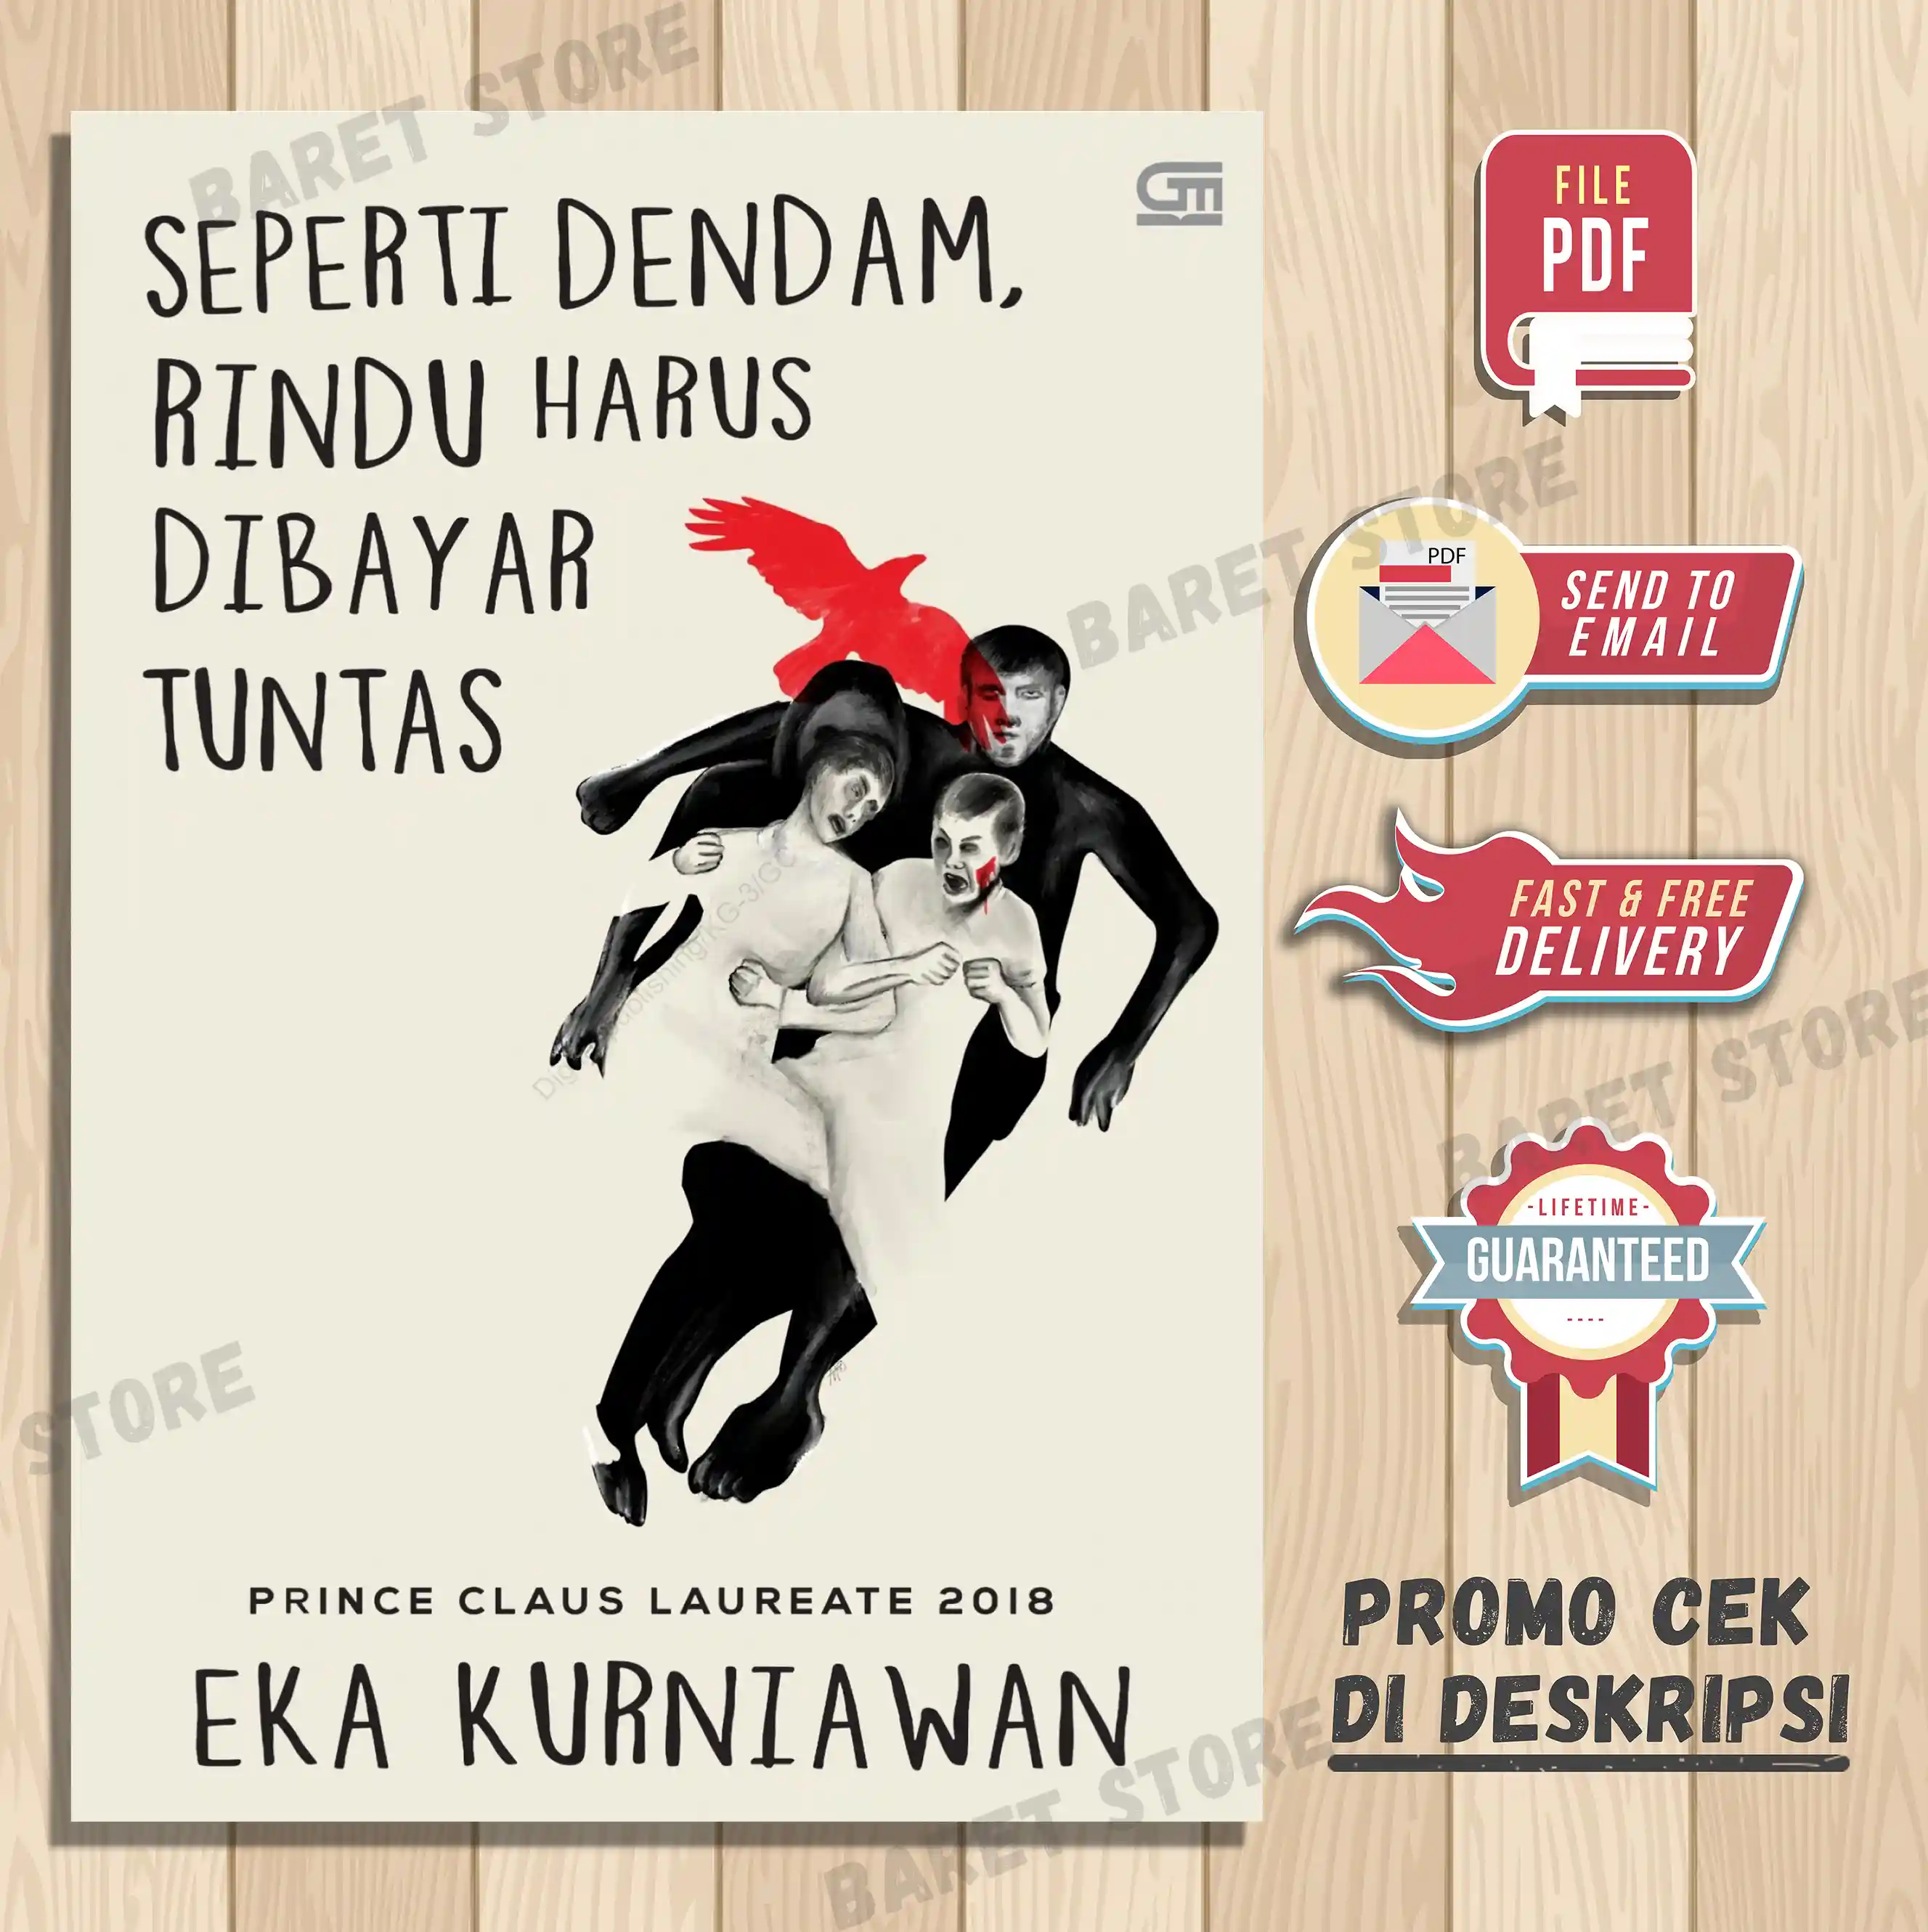 BARET STORE
GM
SEPERTI DENDAM,
RINDU HARUS
DIBAYAR
TUNTAS
PRINCE CLAUS LAUREATE 2018
EKA KURNIAWAN
FILE
PDF
BARET STORE
PDF
SEND TO
EMAIL
FAST & FREE
DELIVERY
BARET STORE
-LIFETIME-
GUARANTEED
----
STORE
PROMO CEK
DI DESKRIPSI
BARET STORE